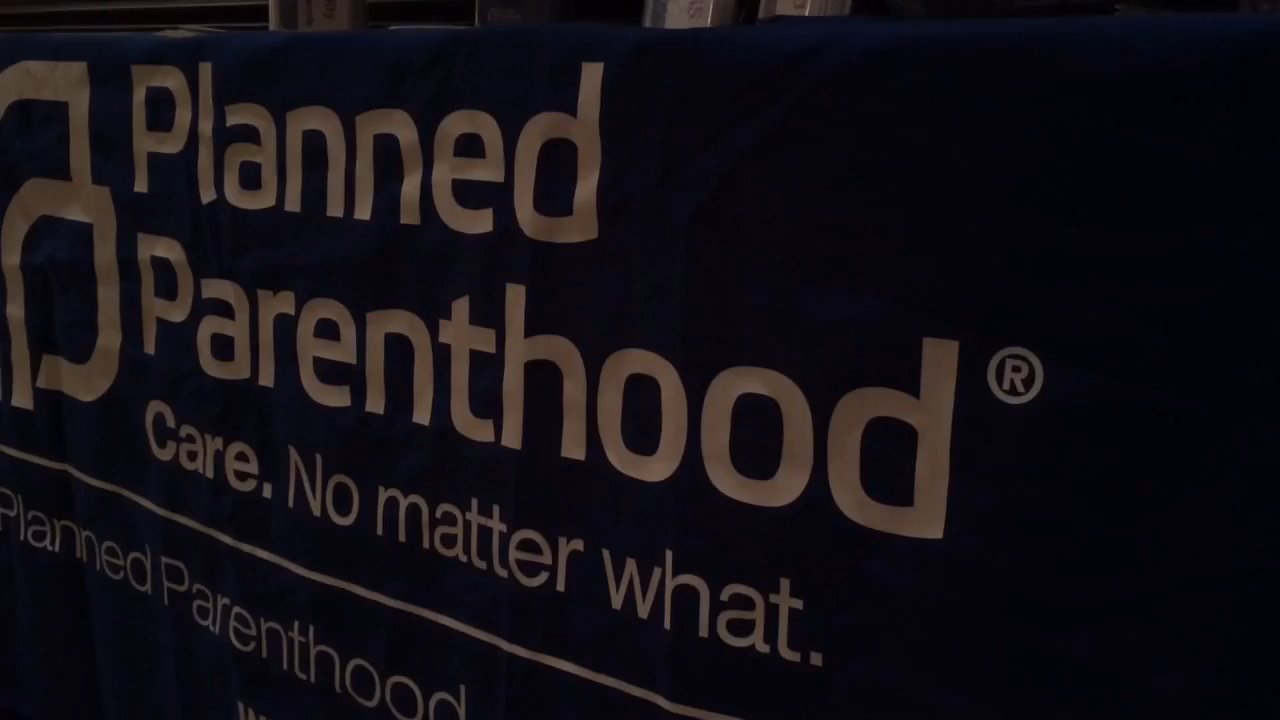 Planned
Parenthood®
Care. No matter what.
Planned Parenthood